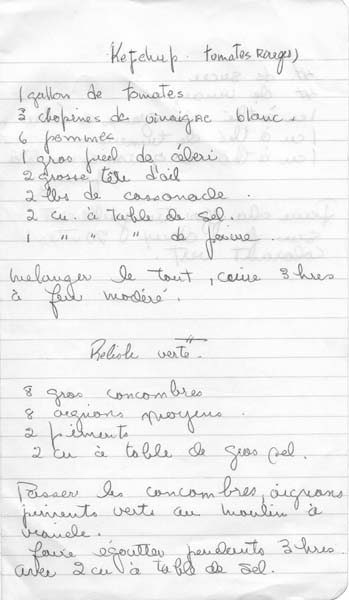 Ketchup. tomates Rouges)
1 gallon de tomates
3 chopines de vinaigre blanc.
6 pommes
1 gros pied de céleri
2 grosse tête d'ail
2 lbs de cassonade.
2 cu. à table de sel.
1 " " " de poivre.
mélanger le tout, cuire 3 hres
à feu modéré.
Relish verte.
8 gros concombres
8 oignons moyens.
2 piments
2 cu à table de gros sel.
Passer les concombres, oignons
piments verts au moulin à
viande.
faire égoutter pendants 3 hres.
avec 2 cu à table de sel.